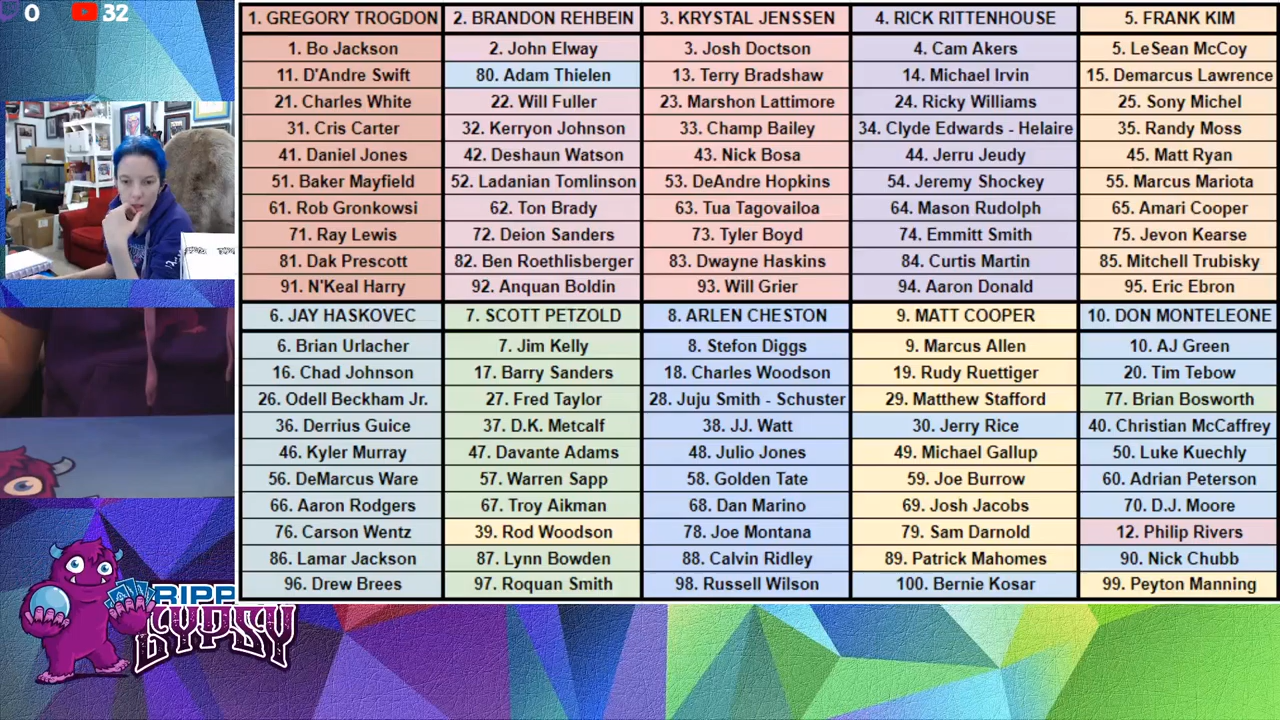 0 32
1. GREGORY TROGDON 2. BRANDON REHBEIN 3. KRYSTAL JENSSEN 4. RICK RITTENHOUSE 5. FRANK KIM
1. Bo Jackson 2. John Elway 3. Josh Doctson 4. Cam Akers 5. LeSean McCoy
11. D'Andre Swift 80. Adam Thielen 13. Terry Bradshaw 14. Michael Irvin 15. Demarcus Lawrence
21. Charles White 22. Will Fuller 23. Marshon Lattimore 24. Ricky Williams 25. Sony Michel
31. Cris Carter 32. Kerryon Johnson 33. Champ Bailey 34. Clyde Edwards - Helaire 35. Randy Moss
41. Daniel Jones 42. Deshaun Watson 43. Nick Bosa 44. Jerru Jeudy 45. Matt Ryan
51. Baker Mayfield 52. Ladanian Tomlinson 53. DeAndre Hopkins 54. Jeremy Shockey 55. Marcus Mariota
61. Rob Gronkowsi 62. Ton Brady 63. Tua Tagovailoa 64. Mason Rudolph 65. Amari Cooper
71. Ray Lewis 72. Deion Sanders 73. Tyler Boyd 74. Emmitt Smith 75. Jevon Kearse
81. Dak Prescott 82. Ben Roethlisberger 83. Dwayne Haskins 84. Curtis Martin 85. Mitchell Trubisky
91. N'Keal Harry 92. Anquan Boldin 93. Will Grier 94. Aaron Donald 95. Eric Ebron
6. JAY HASKOVEC 7. SCOTT PETZOLD 8. ARLEN CHESTON 9. MATT COOPER 10. DON MONTELEONE
6. Brian Urlacher 7. Jim Kelly 8. Stefon Diggs 9. Marcus Allen 10. AJ Green
16. Chad Johnson 17. Barry Sanders 18. Charles Woodson 19. Rudy Ruettiger 20. Tim Tebow
26. Odell Beckham Jr. 27. Fred Taylor 28. Juju Smith - Schuster 29. Matthew Stafford 77. Brian Bosworth
36. Derrius Guice 37. D.K. Metcalf 38. JJ. Watt 30. Jerry Rice 40. Christian McCaffrey
46. Kyler Murray 47. Davante Adams 48. Julio Jones 49. Michael Gallup 50. Luke Kuechly
56. DeMarcus Ware 57. Warren Sapp 58. Golden Tate 59. Joe Burrow 60. Adrian Peterson
66. Aaron Rodgers 67. Troy Aikman 68. Dan Marino 69. Josh Jacobs 70. D.J. Moore
76. Carson Wentz 39. Rod Woodson 78. Joe Montana 79. Sam Darnold 12. Philip Rivers
86. Lamar Jackson 87. Lynn Bowden 88. Calvin Ridley 89. Patrick Mahomes 90. Nick Chubb
96. Drew Brees 97. Roquan Smith 98. Russell Wilson 100. Bernie Kosar 99. Peyton Manning
RIPP
GYPSY